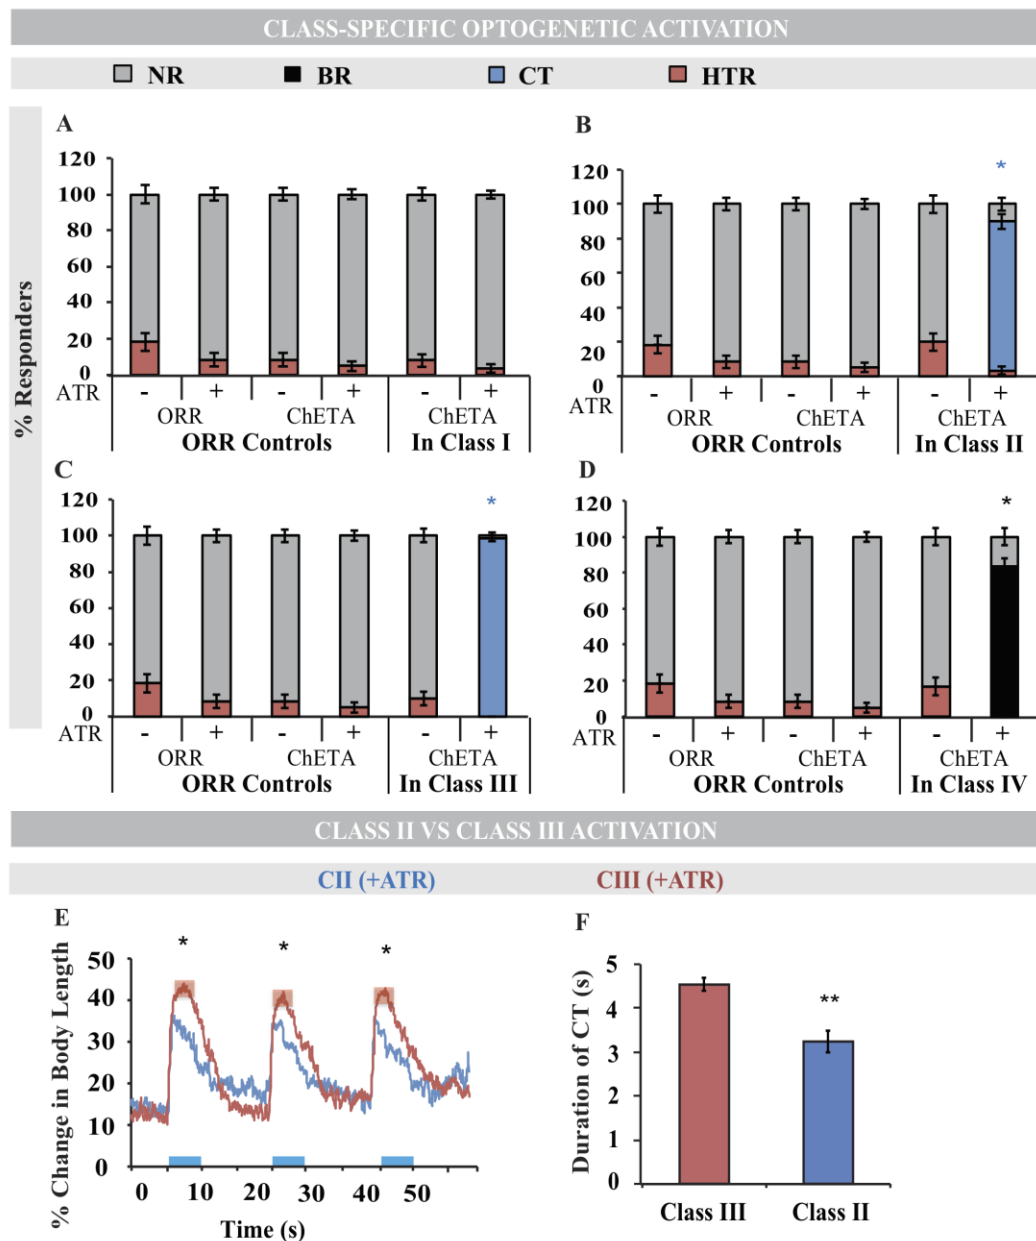 CLASS-SPECIFIC OPTOGENETIC ACTIVATION
NR BR CT HTR
% Responders
A
120
100
80
60
40
20
0
ATR - + - + - +
ORR ChETA ChETA
ORR Controls In Class I
B
*
120
100
80
60
40
20
0
ATR - + - + - +
ORR ChETA ChETA
ORR Controls In Class II
C
*
120
100
80
60
40
20
0
ATR - + - + - +
ORR ChETA ChETA
ORR Controls In Class III
D
*
120
100
80
60
40
20
0
ATR - + - + - +
ORR ChETA ChETA
ORR Controls In Class IV
CLASS II VS CLASS III ACTIVATION
CII (+ATR) CIII (+ATR)
E
* * *
% Change in Body Length
50
40
30
20
10
0
0 10 20 30 40 50
Time (s)
F
**
Duration of CT (s)
5
4
3
2
1
0
Class III Class II